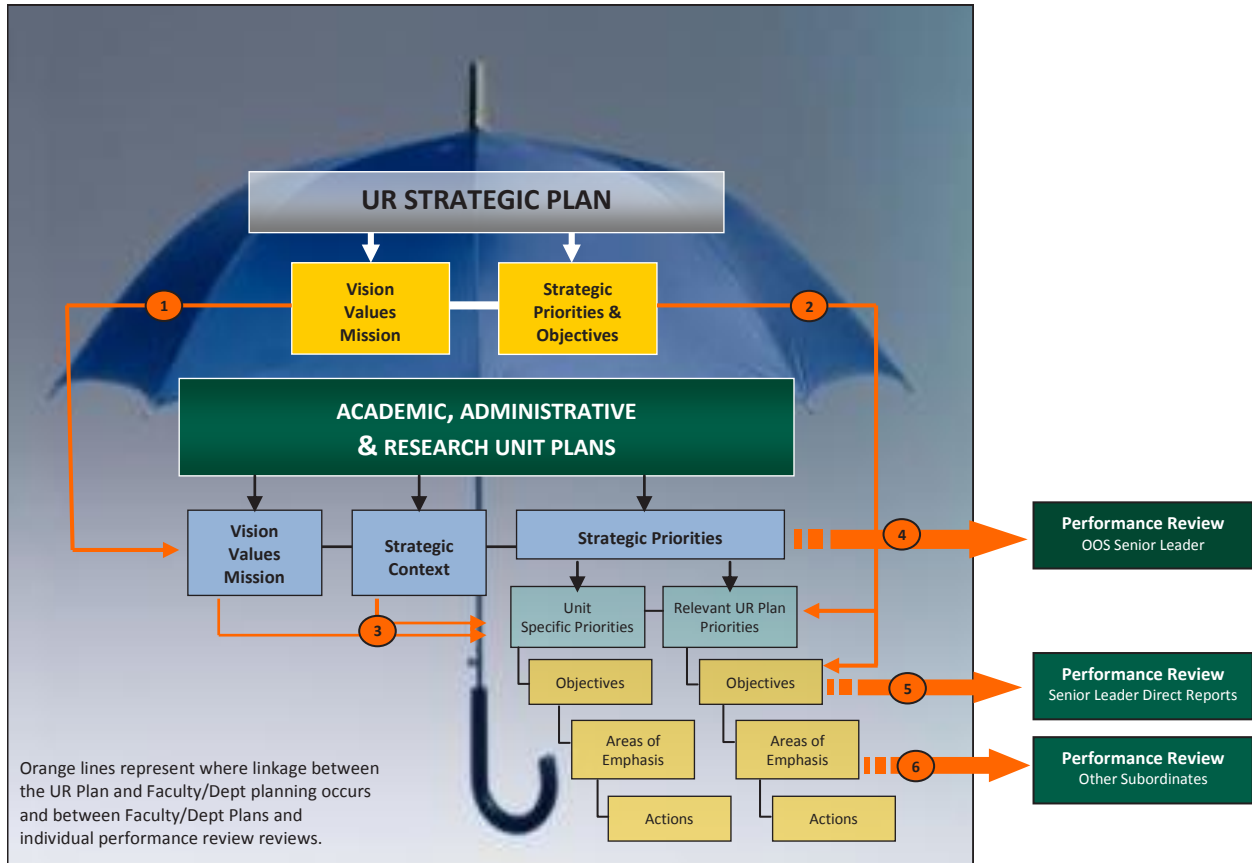 UR STRATEGIC PLAN
Vision
Values
Mission
Strategic
Priorities &
Objectives
1
2
ACADEMIC, ADMINISTRATIVE
& RESEARCH UNIT PLANS
Vision
Values
Mission
Strategic
Context
Strategic Priorities
4
Performance Review
OOS Senior Leader
3
Unit
Specific Priorities
Relevant UR Plan
Priorities
Objectives
Objectives
5
Performance Review
Senior Leader Direct Reports
Areas of
Emphasis
Areas of
Emphasis
6
Performance Review
Other Subordinates
Actions
Actions
Orange lines represent where linkage between
the UR Plan and Faculty/Dept planning occurs
and between Faculty/Dept Plans and
individual performance review reviews.